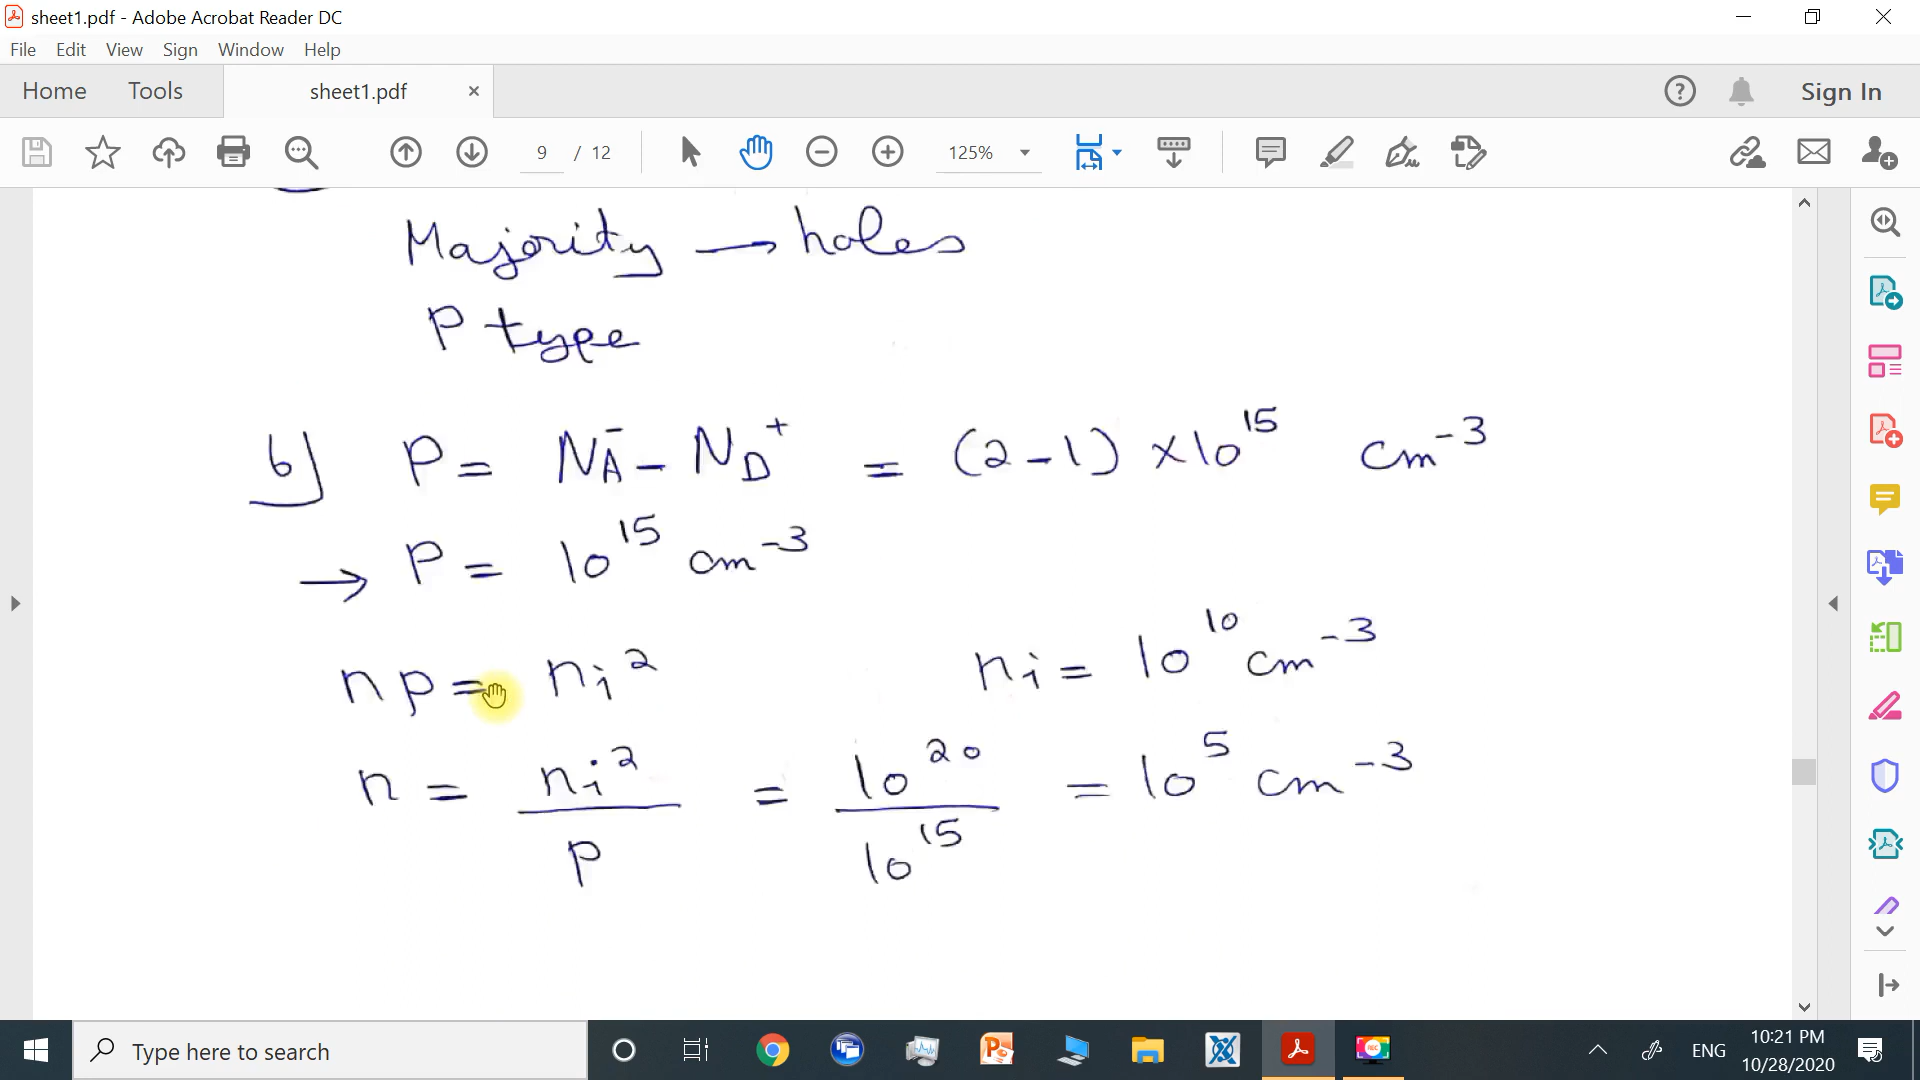 sheet1.pdf - Adobe Acrobat Reader DC
File Edit View Sign Window Help
Home Tools sheet1.pdf × ? Sign In
9 / 12 125%
Majority → holes
P type
b) P = NA⁻ - ND⁺ = (2-1) ×10¹⁵ cm⁻³
→ P = 10¹⁵ cm⁻³
np = ni² ni = 10¹⁰ cm⁻³
n = ni² / p = 10²⁰ / 10¹⁵ = 10⁵ cm⁻³
Type here to search
ENG
10:21 PM
10/28/2020